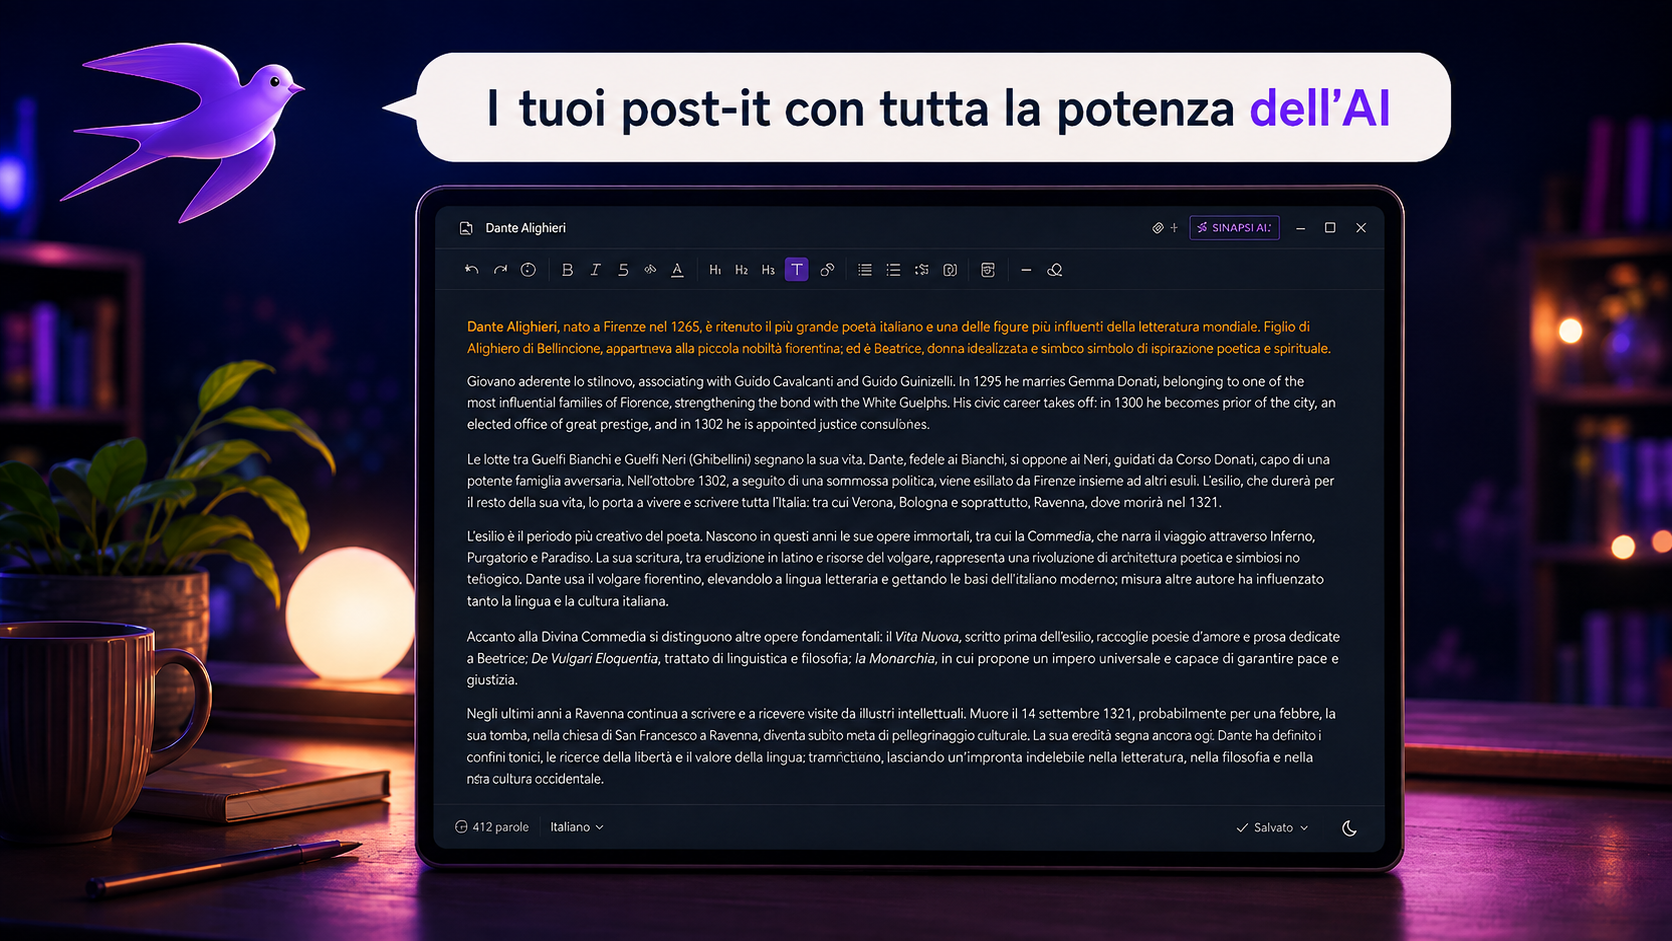 I tuoi post-it con tutta la potenza dell'AI
Dante Alighieri
SINAPSI AI:
B I S A H1 H2 H3 T
Dante Alighieri, nato a Firenze nel 1265, è ritenuto il più grande poeta italiano e una delle figure più influenti della letteratura mondiale. Figlio di
Alighiero di Bellincione, appartneva alla piccola nobiltà fiorentina; ed è Beatrice, donna idealizzata e simbco simbolo di ispirazione poetica e spirituale.
Giovano aderente lo stilnovo, associating with Guido Cavalcanti and Guido Guinizelli. In 1295 he marries Gemma Donati, belonging to one of the
most influential families of Florence, strengthening the bond with the White Guelphs. His civic career takes off: in 1300 he becomes prior of the city, an
elected office of great prestige, and in 1302 he is appointed justice consulones.
Le lotte tra Guelfi Bianchi e Guelfi Neri (Ghibellini) segnano la sua vita. Dante, fedele ai Bianchi, si oppone ai Neri, guidati da Corso Donati, capo di una
potente famiglia avversaria. Nell'ottobre 1302, a seguito di una sommossa politica, viene esillato da Firenze insieme ad altri esuli. L'esilio, che durerà per
il resto della sua vita, lo porta a vivere e scrivere tutta l'Italia: tra cui Verona, Bologna e soprattutto, Ravenna, dove morirà nel 1321.
L'esilio è il periodo più creativo del poeta. Nascono in questi anni le sue opere immortali, tra cui la Commedia, che narra il viaggio attraverso Inferno,
Purgatorio e Paradiso. La sua scritura, tra erudizione in latino e risorse del volgare, rappresenta una rivoluzione di architettura poetica e simbiosi no
teologico. Dante usa il volgare fiorentino, elevandolo a lingua letteraria e gettando le basi dell'italiano moderno; misura altre autore ha influenzato
tanto la lingua e la cultura italiana.
Accanto alla Divina Commedia si distinguono altre opere fondamentali: il Vita Nuova, scritto prima dell'esilio, raccoglie poesie d'amore e prosa dedicate
a Beetrice; De Vulgari Eloquentia, trattato di linguistica e filosofia; la Monarchia, in cui propone un impero universale e capace di garantire pace e
giustizia.
Negli ultimi anni a Ravenna continua a scrivere e a ricevere visite da illustri intellettuali. Muore il 14 settembre 1321, probabilmente per una febbre, la
sua tomba, nella chiesa di San Francesco a Ravenna, diventa subito meta di pellegrinaggio culturale. La sua eredità segna ancora ogi. Dante ha definito i
confini tonici, le ricerce della libertà e il valore della lingua; lasciando un'impronta indelebile nella letteratura, nella filosofia e nella
cultura occidentale.
412 parole Italiano Salvato